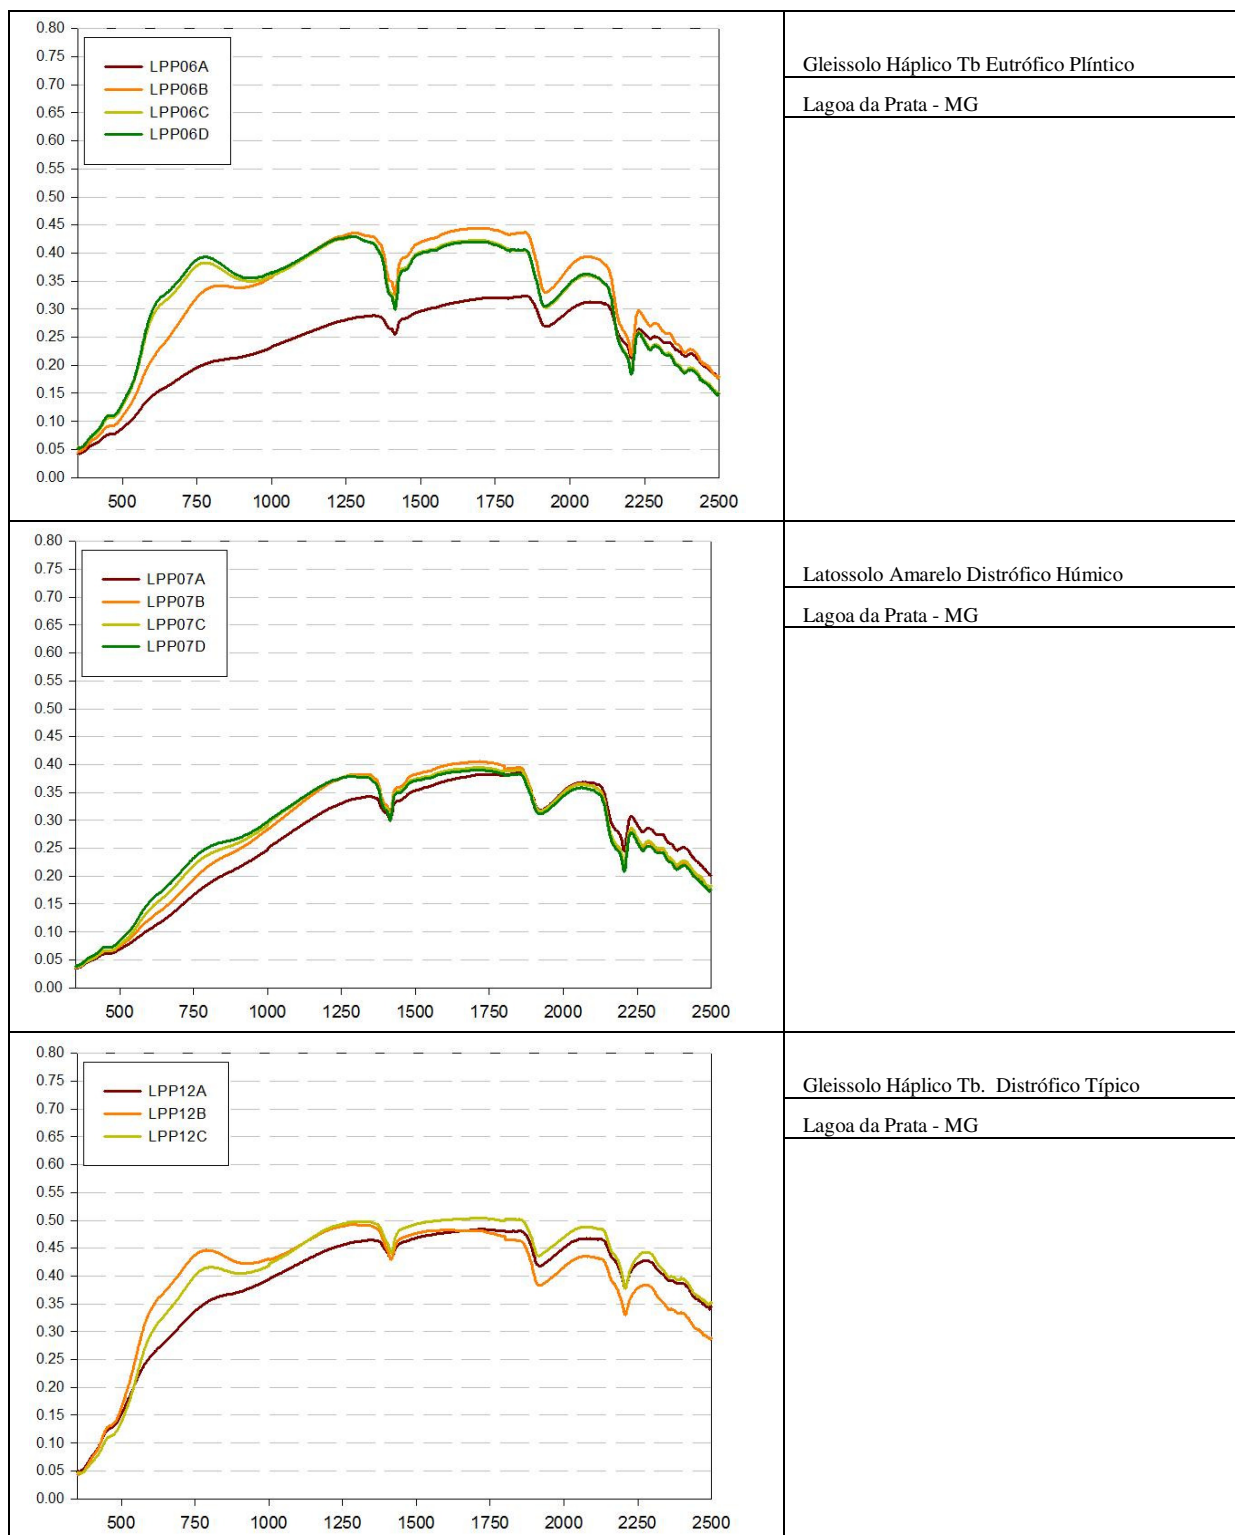 0.80
0.75
0.70
0.65
0.60
0.55
0.50
0.45
0.40
0.35
0.30
0.25
0.20
0.15
0.10
0.05
0.00
LPP06A
LPP06B
LPP06C
LPP06D
500 750 1000 1250 1500 1750 2000 2250 2500
Gleissolo Háplico Tb Eutrófico Plíntico
Lagoa da Prata - MG
0.80
0.75
0.70
0.65
0.60
0.55
0.50
0.45
0.40
0.35
0.30
0.25
0.20
0.15
0.10
0.05
0.00
LPP07A
LPP07B
LPP07C
LPP07D
500 750 1000 1250 1500 1750 2000 2250 2500
Latossolo Amarelo Distrófico Húmico
Lagoa da Prata - MG
0.80
0.75
0.70
0.65
0.60
0.55
0.50
0.45
0.40
0.35
0.30
0.25
0.20
0.15
0.10
0.05
0.00
LPP12A
LPP12B
LPP12C
500 750 1000 1250 1500 1750 2000 2250 2500
Gleissolo Háplico Tb. Distrófico Típico
Lagoa da Prata - MG